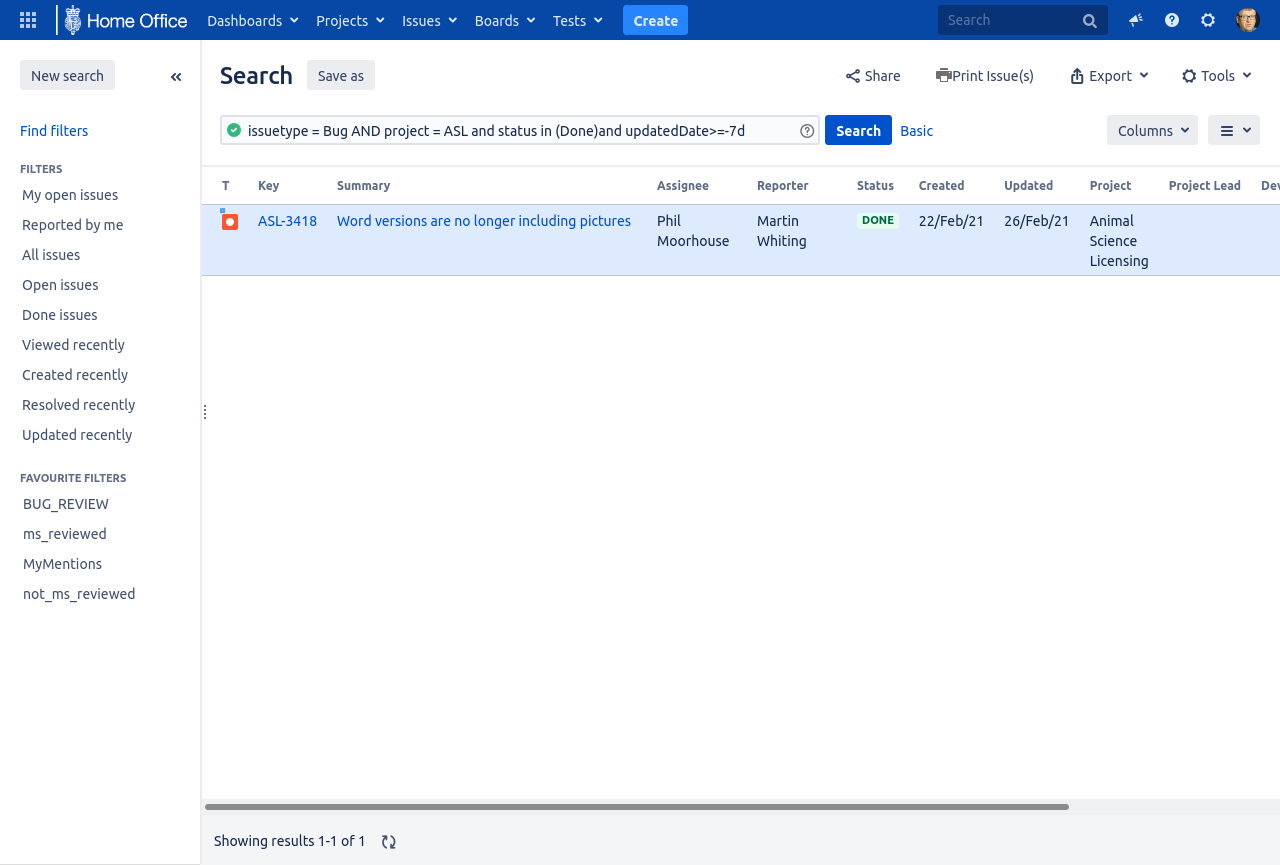 Home Office
Dashboards
Projects
Issues
Boards
Tests
Create
Search
New search
Find filters
FILTERS
My open issues
Reported by me
All issues
Open issues
Done issues
Viewed recently
Created recently
Resolved recently
Updated recently
FAVOURITE FILTERS
BUG_REVIEW
ms_reviewed
MyMentions
not_ms_reviewed
Search
Save as
Share
Print Issue(s)
Export
Tools
issuetype = Bug AND project = ASL and status in (Done)and updatedDate>=-7d
Search
Basic
Columns
T Key Summary Assignee Reporter Status Created Updated Project Project Lead
ASL-3418 Word versions are no longer including pictures Phil Martin DONE 22/Feb/21 26/Feb/21 Animal
Moorhouse Whiting Science
Licensing
Showing results 1-1 of 1